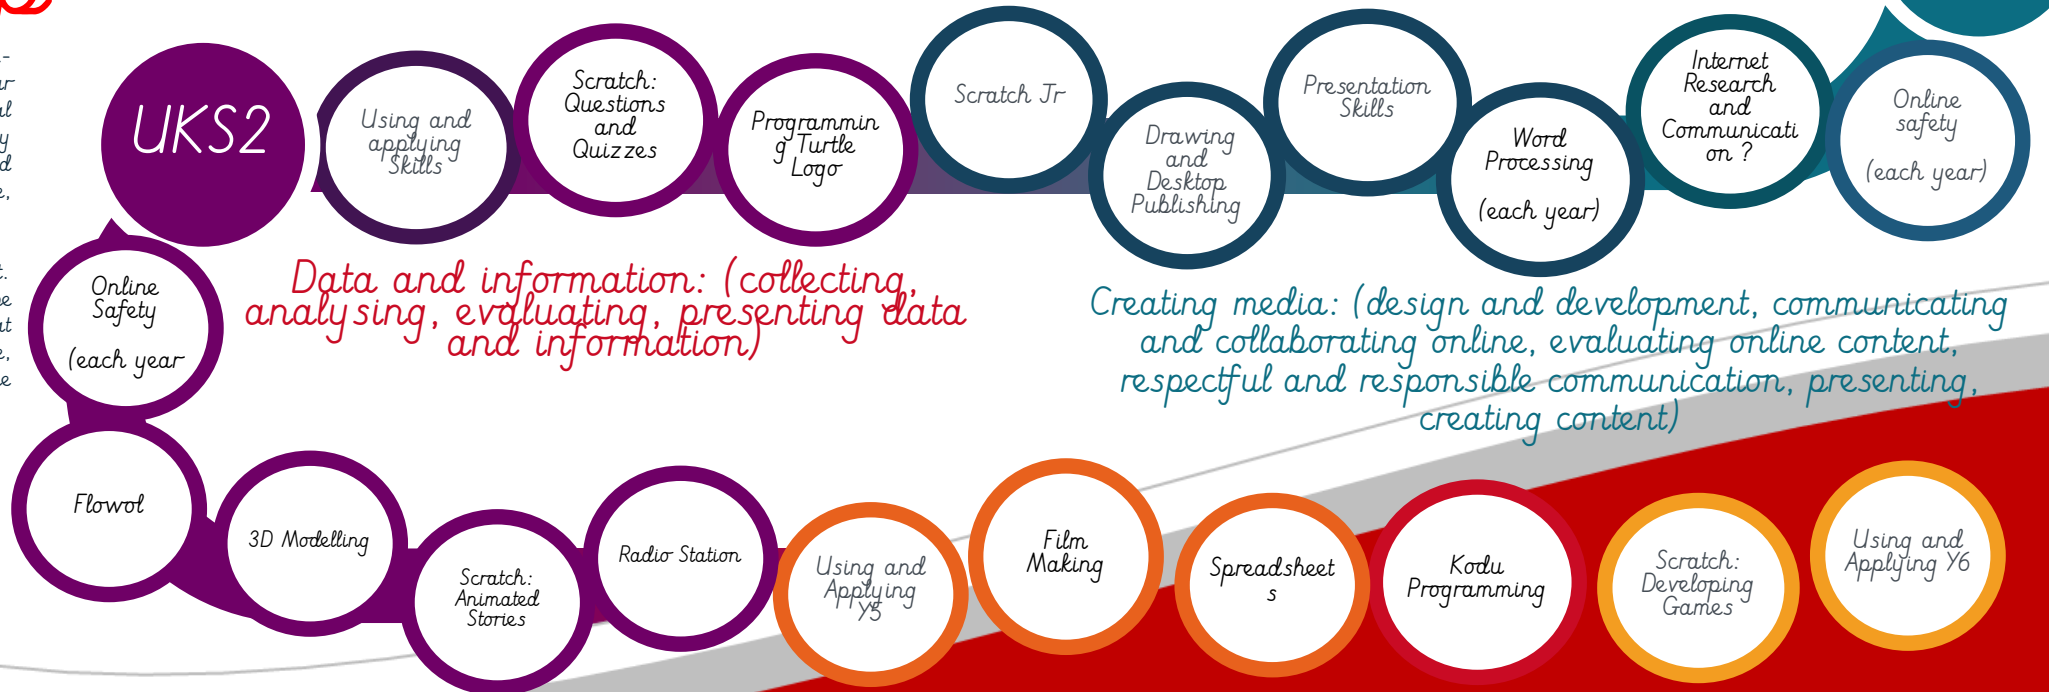 UKS2
Using and
applying
Skills
Scratch:
Questions
and
Quizzes
Programmin
g Turtle
Logo
Scratch Jr
Drawing
and
Desktop
Publishing
Presentation
Skills
Word
Processing
(each year)
Internet
Research
and
Communicati
on ?
Online
safety
(each year)
Data and information: (collecting,
analysing, evaluating, presenting data
and information)
Creating media: (design and development, communicating
and collaborating online, evaluating online content,
respectful and responsible communication, presenting,
creating content)
Online
Safety
(each year
Flowol
3D Modelling
Scratch:
Animated
Stories
Radio Station
Using and
Applying
Y5
Film
Making
Spreadsheet
s
Kodu
Programming
Scratch:
Developing
Games
Using and
Applying Y6